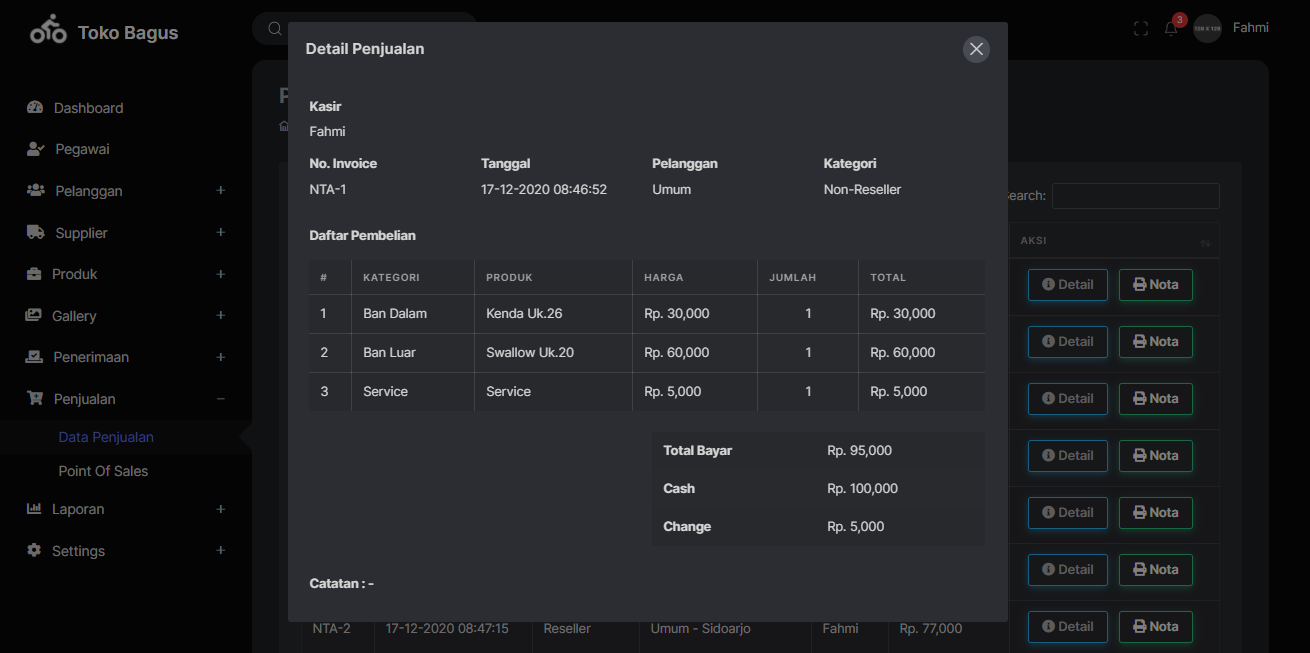 Toko Bagus
3
Fahmi
Dashboard
Pegawai
Pelanggan +
Supplier +
Produk +
Gallery +
Penerimaan +
Penjualan −
Data Penjualan
Point Of Sales
Laporan +
Settings +
Detail Penjualan
Kasir
Fahmi
No. Invoice Tanggal Pelanggan Kategori
NTA-1 17-12-2020 08:46:52 Umum Non-Reseller
Daftar Pembelian
# KATEGORI PRODUK HARGA JUMLAH TOTAL
1 Ban Dalam Kenda Uk.26 Rp. 30,000 1 Rp. 30,000
2 Ban Luar Swallow Uk.20 Rp. 60,000 1 Rp. 60,000
3 Service Service Rp. 5,000 1 Rp. 5,000
Total Bayar Rp. 95,000
Cash Rp. 100,000
Change Rp. 5,000
Catatan : -
earch:
AKSI
Detail Nota
Detail Nota
Detail Nota
Detail Nota
Detail Nota
Detail Nota
NTA-2 17-12-2020 08:47:15 Reseller Umum - Sidoarjo Fahmi Rp. 77,000 Detail Nota